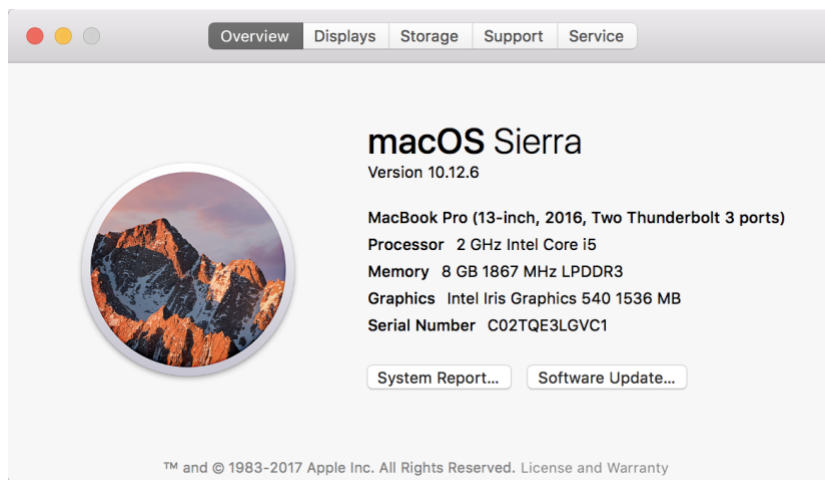 Overview Displays Storage Support Service
macOS Sierra
Version 10.12.6
MacBook Pro (13-inch, 2016, Two Thunderbolt 3 ports)
Processor 2 GHz Intel Core i5
Memory 8 GB 1867 MHz LPDDR3
Graphics Intel Iris Graphics 540 1536 MB
Serial Number C02TQE3LGVC1
System Report... Software Update...
™ and © 1983-2017 Apple Inc. All Rights Reserved. License and Warranty